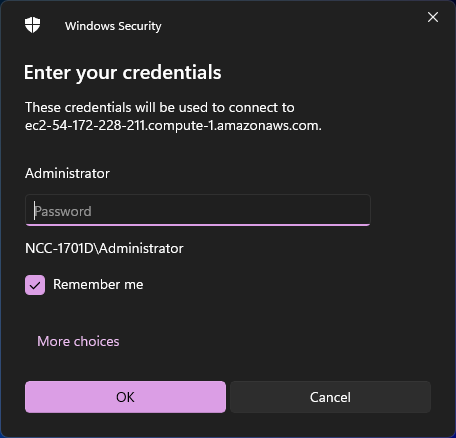 Windows Security
Enter your credentials
These credentials will be used to connect to
ec2-54-172-228-211.compute-1.amazonaws.com.
Administrator
Password
NCC-1701D\Administrator
Remember me
More choices
OK
Cancel